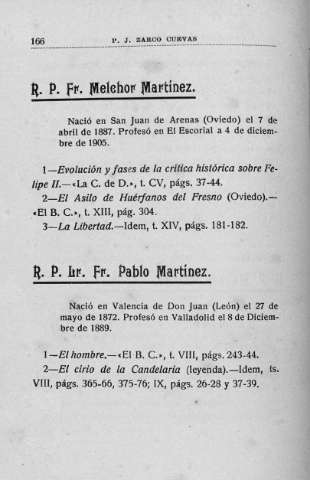 166 P. J. ZARCO CUEVAS
R. P. Fr. Melchor Martínez.
Nació en San Juan de Arenas (Oviedo) el 7 de
abril de 1887. Profesó en El Escorial a 4 de diciem-
bre de 1905.
1—Evolución y fases de la crítica histórica sobre Fe-
lipe II.—«La C. de D.», t. CV, págs. 37-44.
2—El Asilo de Huérfanos del Fresno (Oviedo).—
«El B. C.», t. XIII, pág. 304.
3—La Libertad.—Idem, t. XIV, págs. 181-182.
R. P. Lr. Fr. Pablo Martínez.
Nació en Valencia de Don Juan (León) el 27 de
mayo de 1872. Profesó en Valladolid el 8 de Diciem-
bre de 1889.
1—El hombre.—«El B. C.», t. VIII, págs. 243-44.
2—El cirio de la Candelaria (leyenda).—Idem, ts.
VIII, págs. 365-66, 375-76; IX, págs. 26-28 y 37-39.